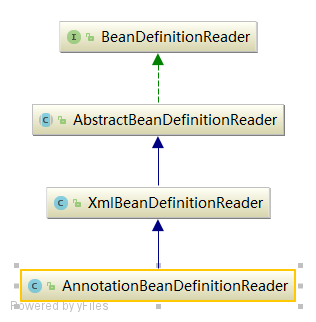 I BeanDefinitionReader
C AbstractBeanDefinitionReader
C XmlBeanDefinitionReader
C AnnotationBeanDefinitionReader
Powered by yFiles